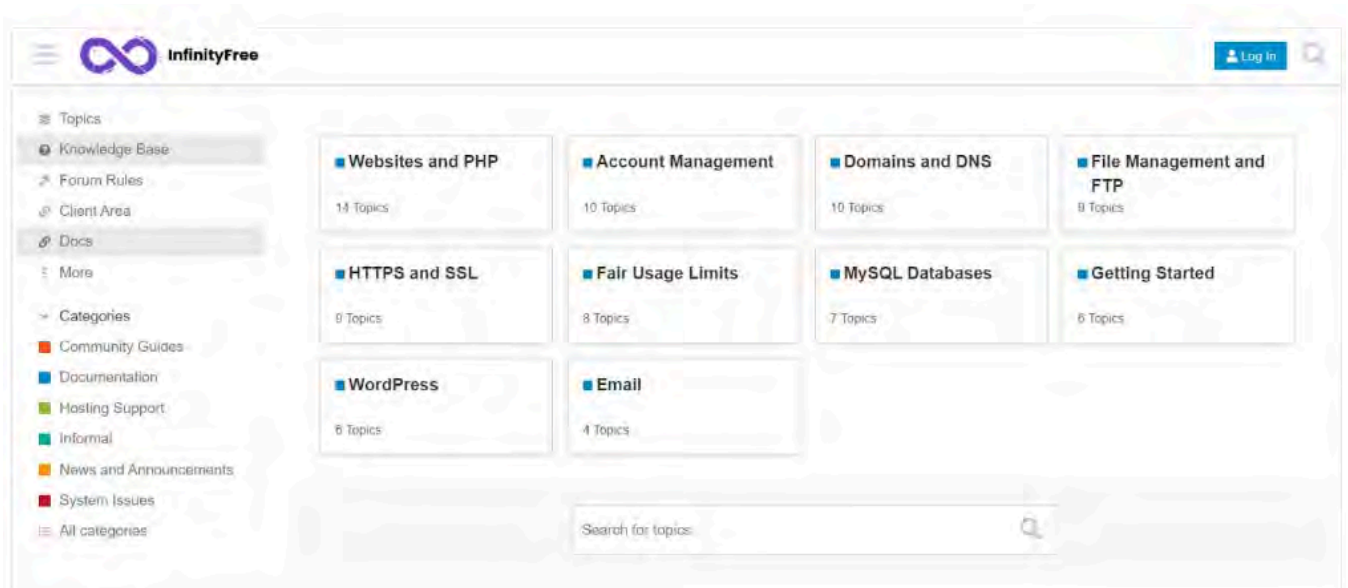 InfinityFree
Log In
Topics
Knowledge Base
Forum Rules
Client Area
Docs
More
Categories
Community Guides
Documentation
Hosting Support
Informal
News and Announcements
System Issues
All categories
Websites and PHP
14 Topics
Account Management
10 Topics
Domains and DNS
10 Topics
File Management and
FTP
9 Topics
HTTPS and SSL
9 Topics
Fair Usage Limits
8 Topics
MySQL Databases
7 Topics
Getting Started
6 Topics
WordPress
6 Topics
Email
4 Topics
Search for topics